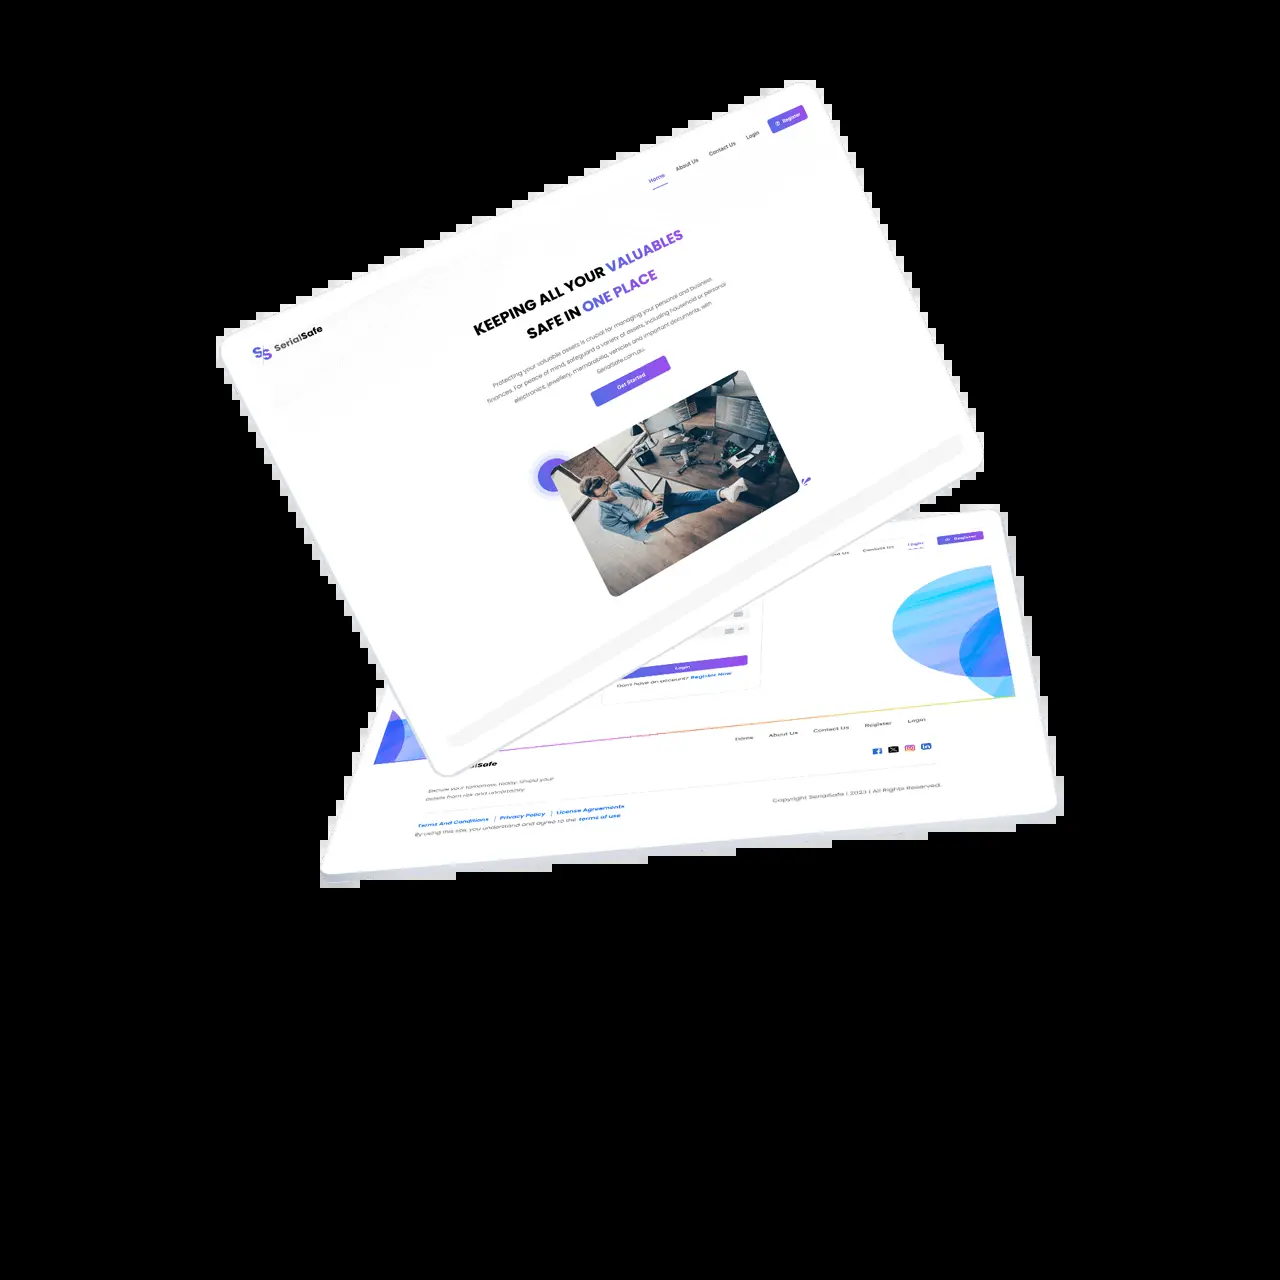 Home
About Us
Contact Us
Login
Register
SerialSafe
KEEPING ALL YOUR VALUABLES
SAFE IN ONE PLACE
Protecting your valuable assets is crucial for managing your personal and business
finances. For peace of mind, safeguard a variety of assets, including household or personal
electronics, jewellery, memorabilia, vehicles and important documents, with
SerialSafe.com.au.
Get Started
Us
Contact Us
Login
Register
Login
Don't have an account? Register Now
Home
About Us
Contact Us
Register
Login
Safe
Secure your tomorrow, today. Shield your
assets from risk and uncertainty.
Terms And Conditions | Privacy Policy | License Agreements
By using this site, you understand and agree to the terms of use
Copyright SerialSafe | 2023 | All Rights Reserved.